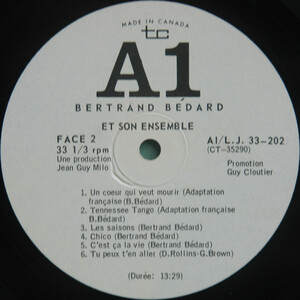 MADE IN CANADA
tc
A1
BERTRAND BÉDARD
ET SON ENSEMBLE
FACE 2
33 1/3 rpm
Une production
Jean Guy Milo
A1/L.J. 33-202
(CT-35290)
Promotion
Guy Cloutier
1. Un coeur qui veut mourir (Adaptation
française (B.Bédard)
2. Tennessee Tango (Adaptation française
B.Bédard)
3. Les saisons (Bertrand Bédard)
4. Chico (Bertrand Bédard)
5. C'est ça la vie (Bertrand Bédard)
6. Tu peux t'en aller (D.Rollins-G.Brown)
(Durée: 13:29)